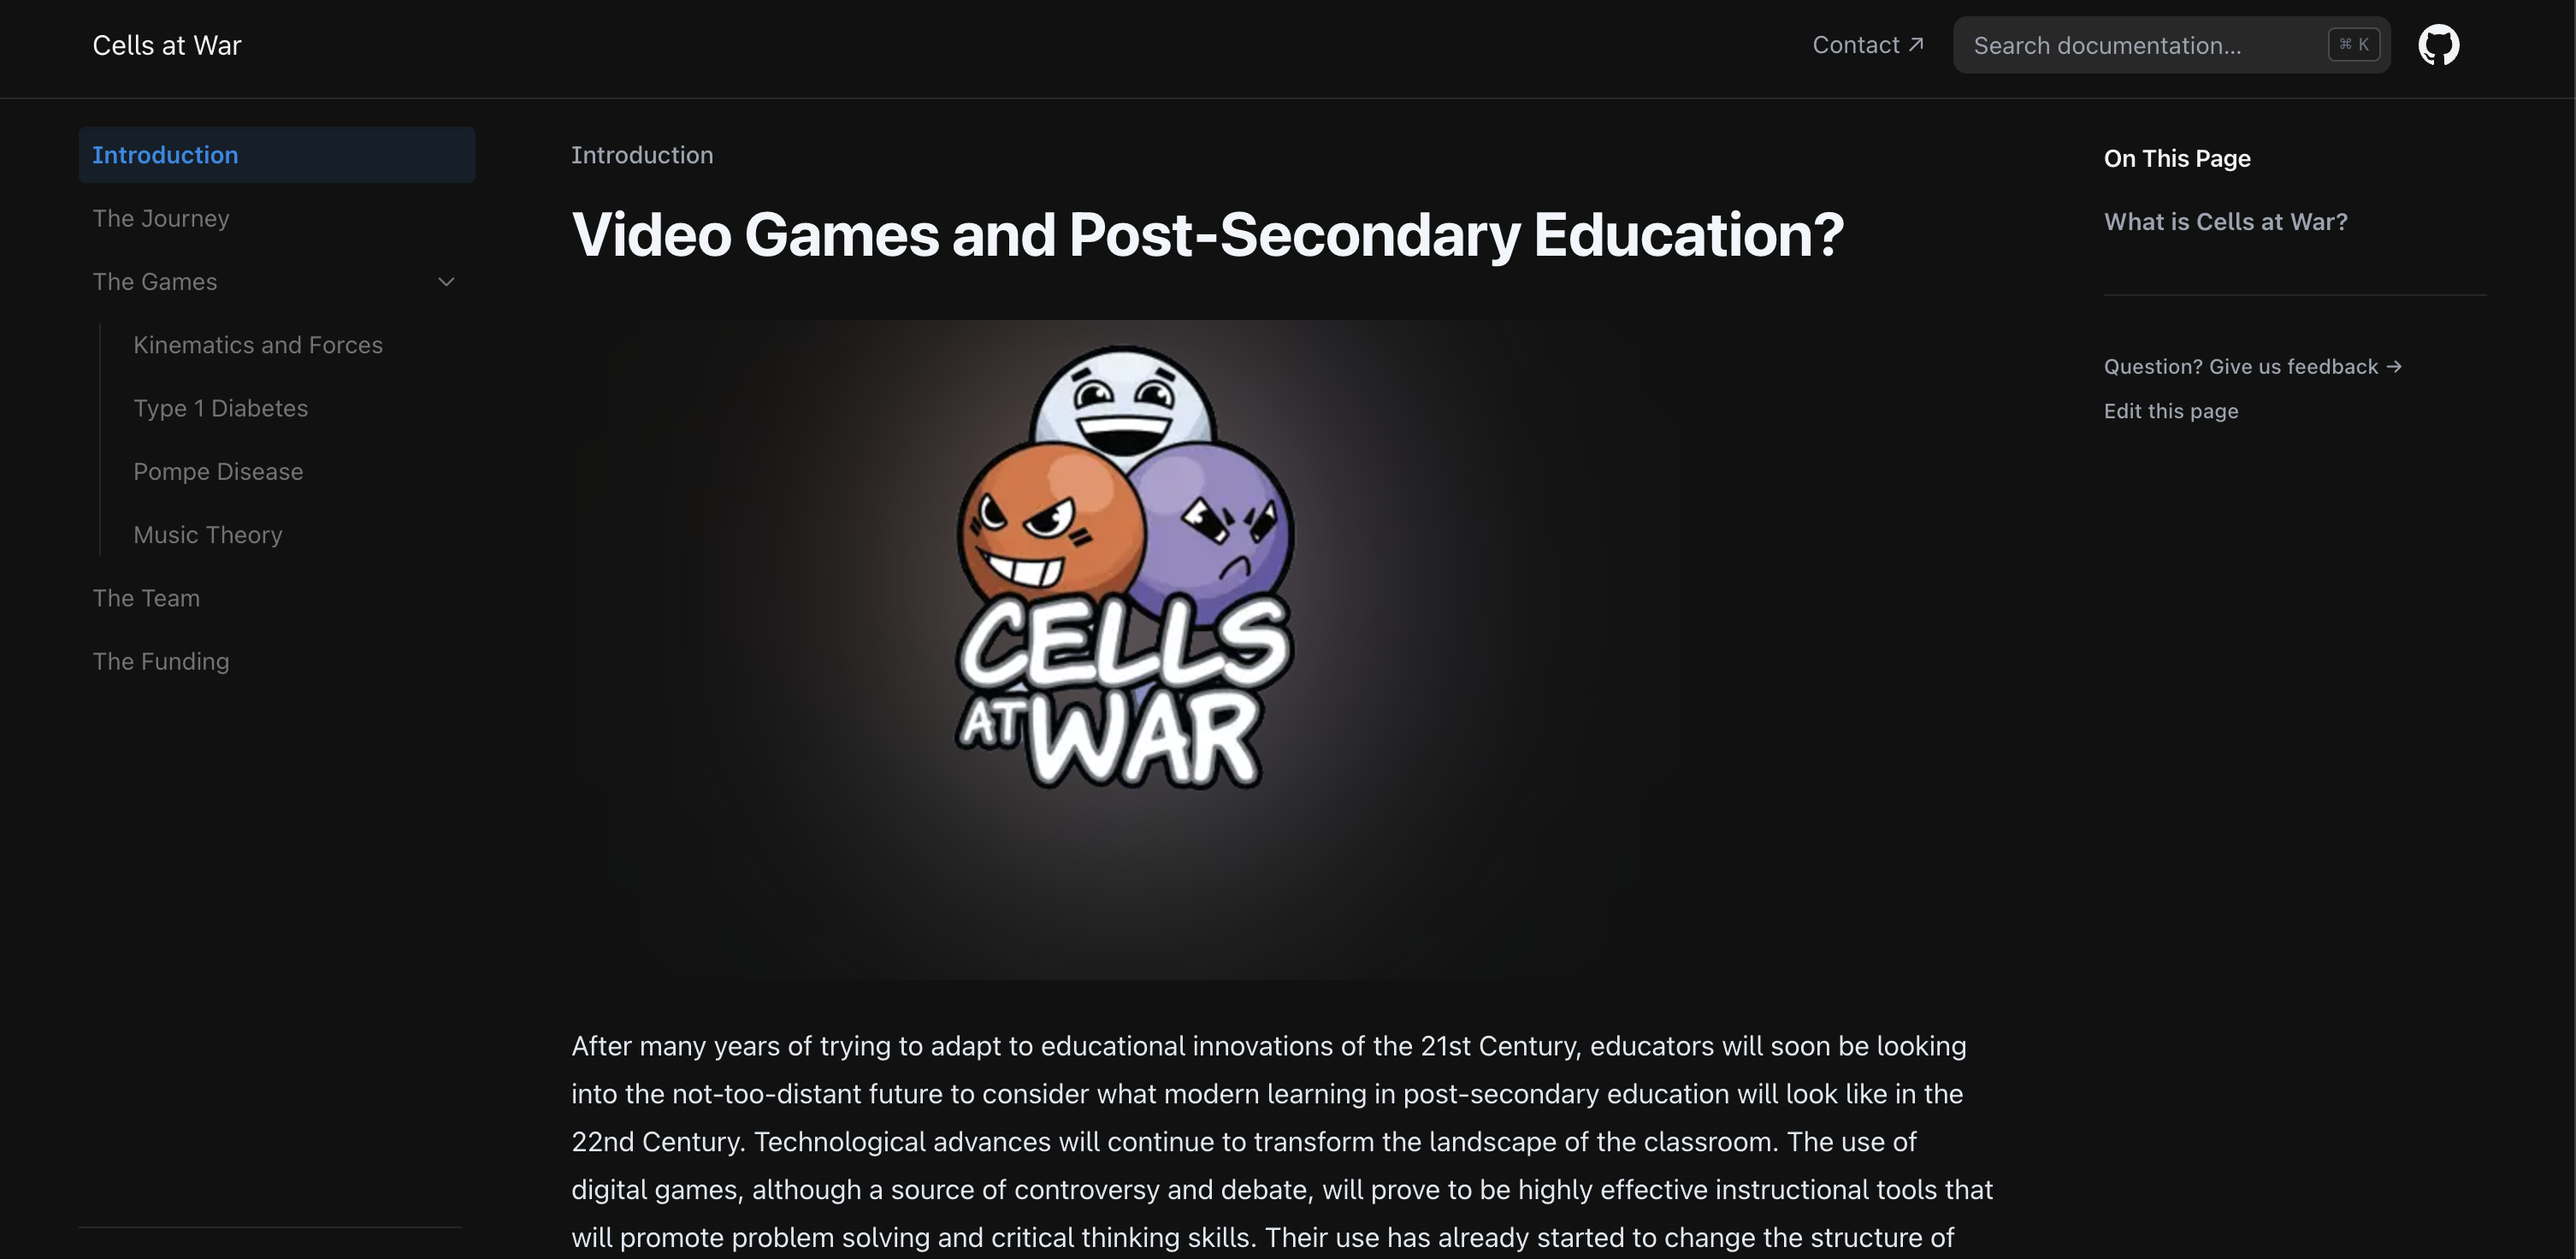 Cells at War
Contact ↗
Search documentation...
⌘ K
Introduction
The Journey
The Games
Kinematics and Forces
Type 1 Diabetes
Pompe Disease
Music Theory
The Team
The Funding
Introduction
Video Games and Post-Secondary Education?
CELLS
AT WAR
After many years of trying to adapt to educational innovations of the 21st Century, educators will soon be looking
into the not-too-distant future to consider what modern learning in post-secondary education will look like in the
22nd Century. Technological advances will continue to transform the landscape of the classroom. The use of
digital games, although a source of controversy and debate, will prove to be highly effective instructional tools that
will promote problem solving and critical thinking skills. Their use has already started to change the structure of
On This Page
What is Cells at War?
Question? Give us feedback →
Edit this page